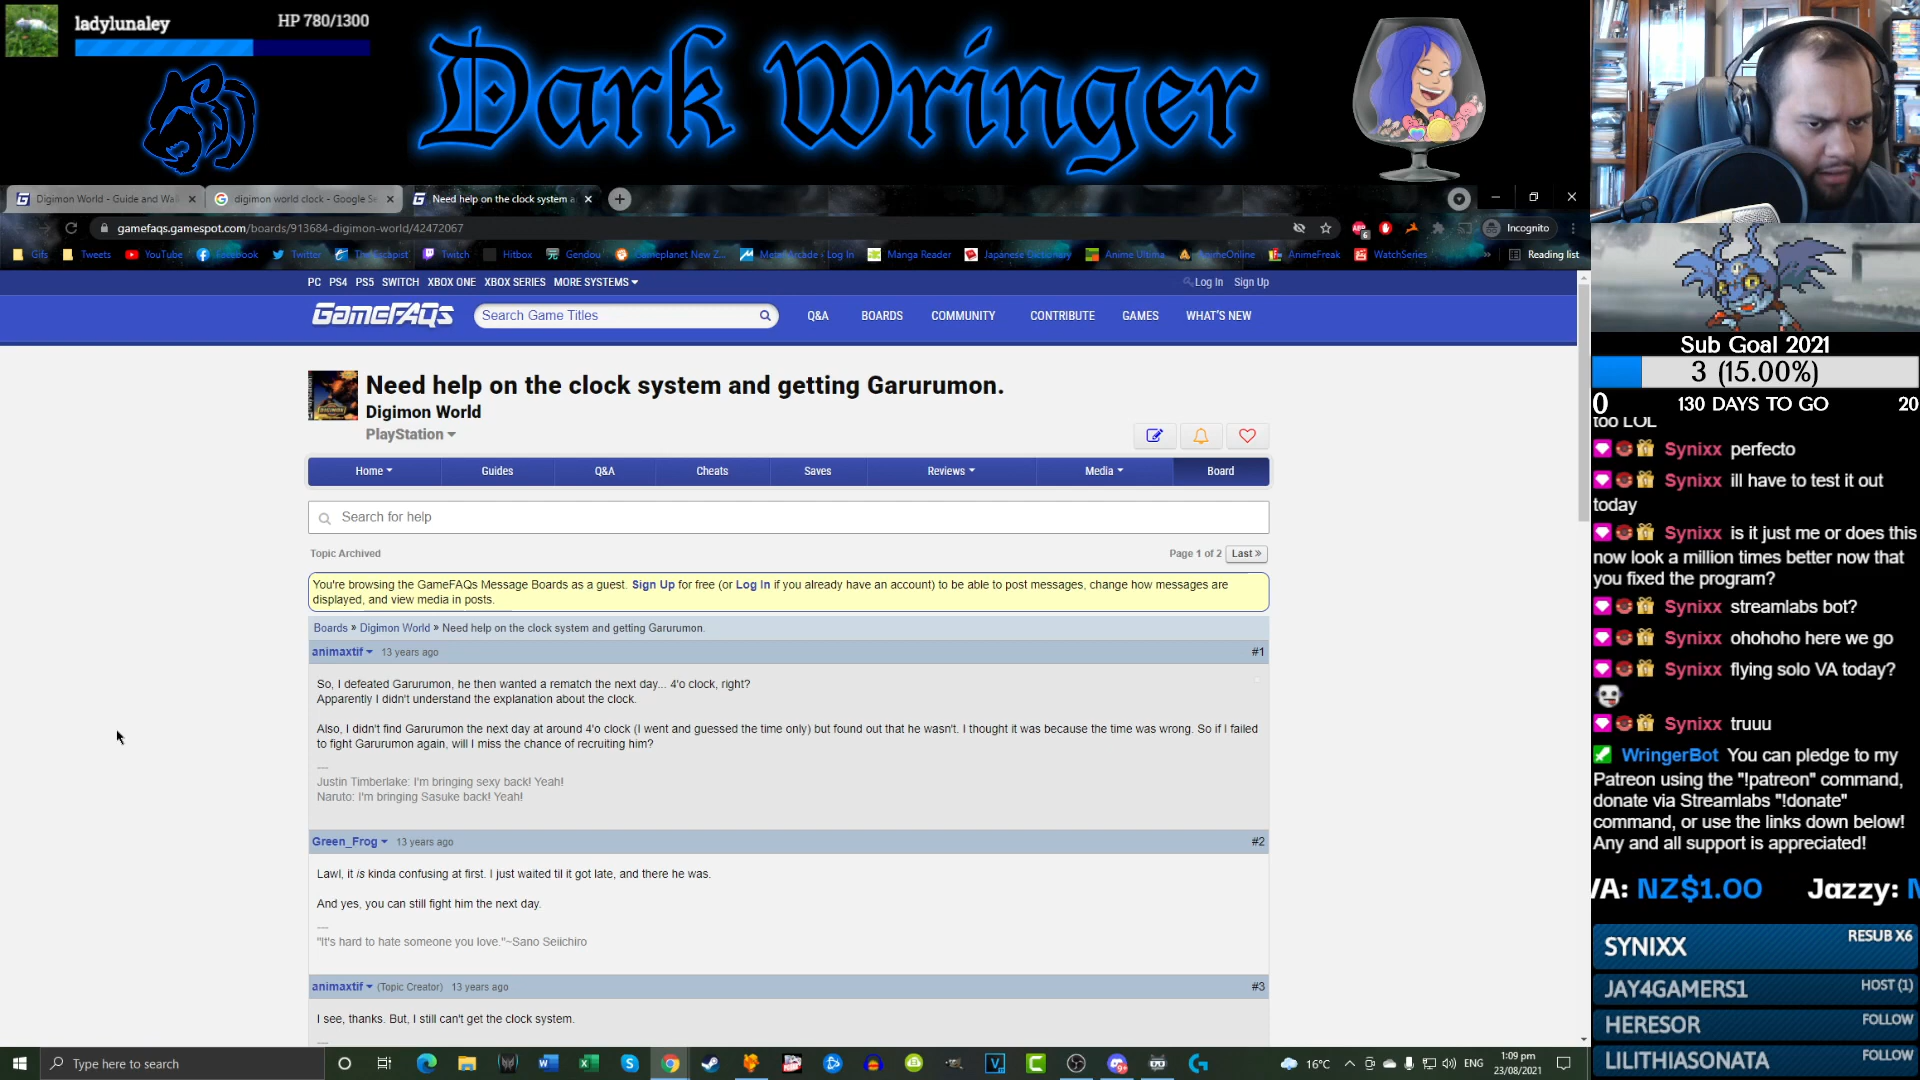 ladylunaley
HP 780/1300
Dark Wringer
Digimon World - Guide and Wal
digimon world clock - Google Se
Need help on the clock system a
gamefaqs.gamespot.com/boards/913684-digimon-world/42472067
Incognito
Gifs
Tweets
YouTube
Facebook
Twitter
Twitch
Hitbox
Gendou
Gameplanet New Z...
Manga Reader
Japanese Dictionary
Anime Ultima
AnimeOnline
AnimeFreak
WatchSeries
Reading list
PC PS4 PS5 SWITCH XBOX ONE XBOX SERIES MORE SYSTEMS
Log In Sign Up
GameFAQs
Search Game Titles
Q&A BOARDS COMMUNITY CONTRIBUTE GAMES WHAT'S NEW
Need help on the clock system and getting Garurumon.
Digimon World
PlayStation
Home Guides Q&A Cheats Saves Reviews Media Board
Search for help
Topic Archived
Page 1 of 2 Last »
You're browsing the GameFAQs Message Boards as a guest. Sign Up for free (or Log In if you already have an account) to be able to post messages, change how messages are
displayed, and view media in posts.
Boards » Digimon World » Need help on the clock system and getting Garurumon.
animaxtif 13 years ago #1
So, I defeated Garurumon, he then wanted a rematch the next day... 4'o clock, right?
Apparently I didn't understand the explanation about the clock.
Also, I didn't find Garurumon the next day at around 4'o clock (I went and guessed the time only) but found out that he wasn't. I thought it was because the time was wrong. So if I failed
to fight Garurumon again, will I miss the chance of recruiting him?
---
Justin Timberlake: I'm bringing sexy back! Yeah!
Naruto: I'm bringing Sasuke back! Yeah!
Green_Frog 13 years ago #2
Lawl, it is kinda confusing at first. I just waited til it got late, and there he was.
And yes, you can still fight him the next day.
---
"It's hard to hate someone you love."~Sano Seiichiro
animaxtif (Topic Creator) 13 years ago #3
I see, thanks. But, I still can't get the clock system.
---
Type here to search
16°C
ENG
1:09 pm
23/08/2021
Sub Goal 2021
3 (15.00%)
0 130 DAYS TO GO 20
too LOL
Synixx perfecto
Synixx ill have to test it out
today
Synixx is it just me or does this
now look a million times better now that
you fixed the program?
Synixx streamlabs bot?
Synixx ohohoho here we go
Synixx flying solo VA today?
Synixx truuu
WringerBot You can pledge to my
Patreon using the "!patreon" command,
donate via Streamlabs "!donate"
command, or use the links down below!
Any and all support is appreciated!
VA: NZ$1.00 Jazzy: N
SYNIXX RESUB X6
JAY4GAMERS1 HOST (1)
HERESOR FOLLOW
LILITHIASONATA FOLLOW